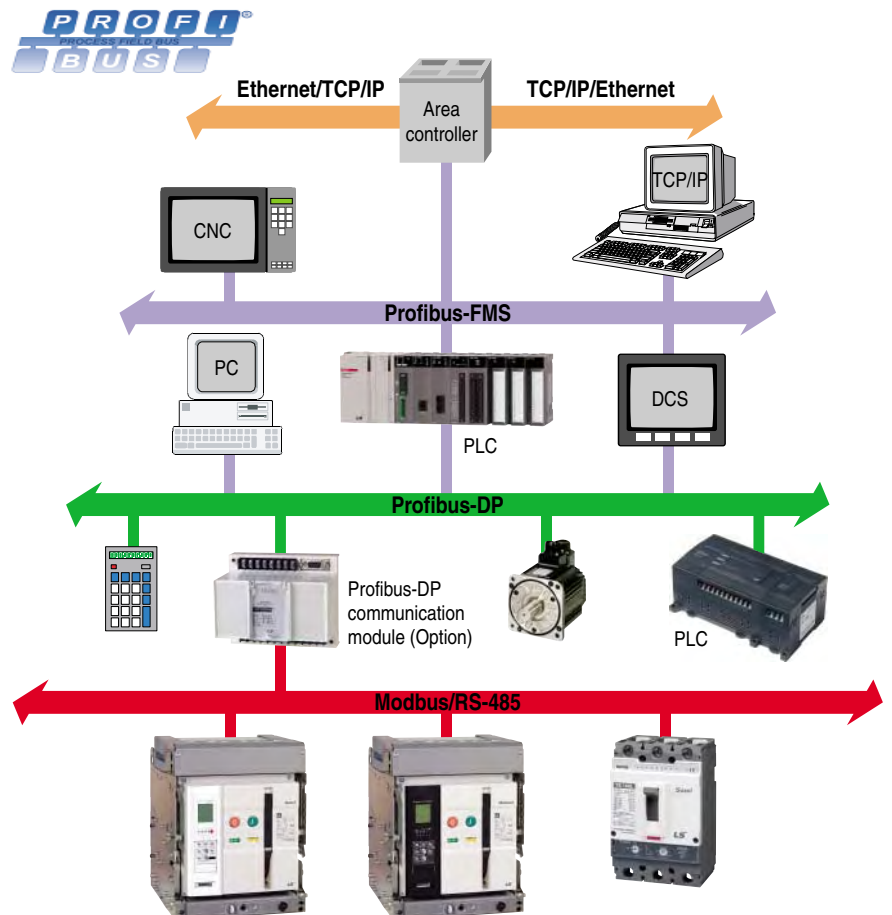 PROFI®
PROCESS FIELD BUS
BUS
Ethernet/TCP/IP
TCP/IP/Ethernet
Area
controller
CNC
TCP/IP
Profibus-FMS
PC
PLC
DCS
Profibus-DP
Profibus-DP
communication
module (Option)
PLC
Modbus/RS-485
Susol
LS